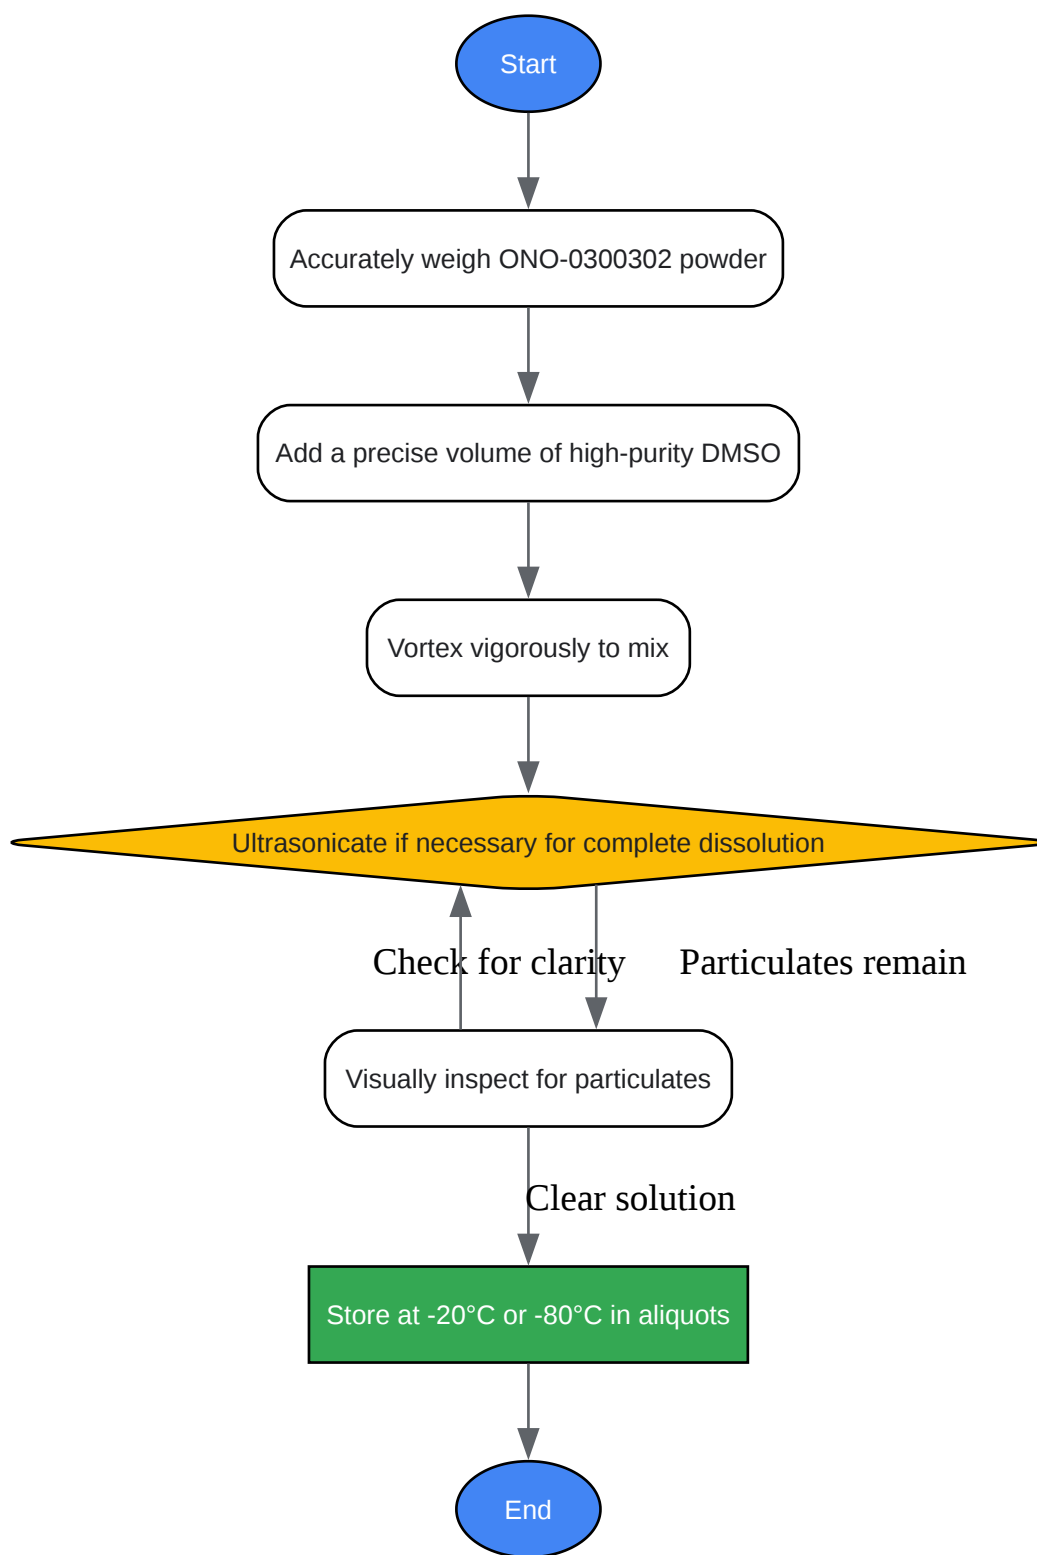 Start
Accurately weigh ONO-0300302 powder
Add a precise volume of high-purity DMSO
Vortex vigorously to mix
Ultrasonicate if necessary for complete dissolution
Check for clarity
Particulates remain
Visually inspect for particulates
Clear solution
Store at -20°C or -80°C in aliquots
End